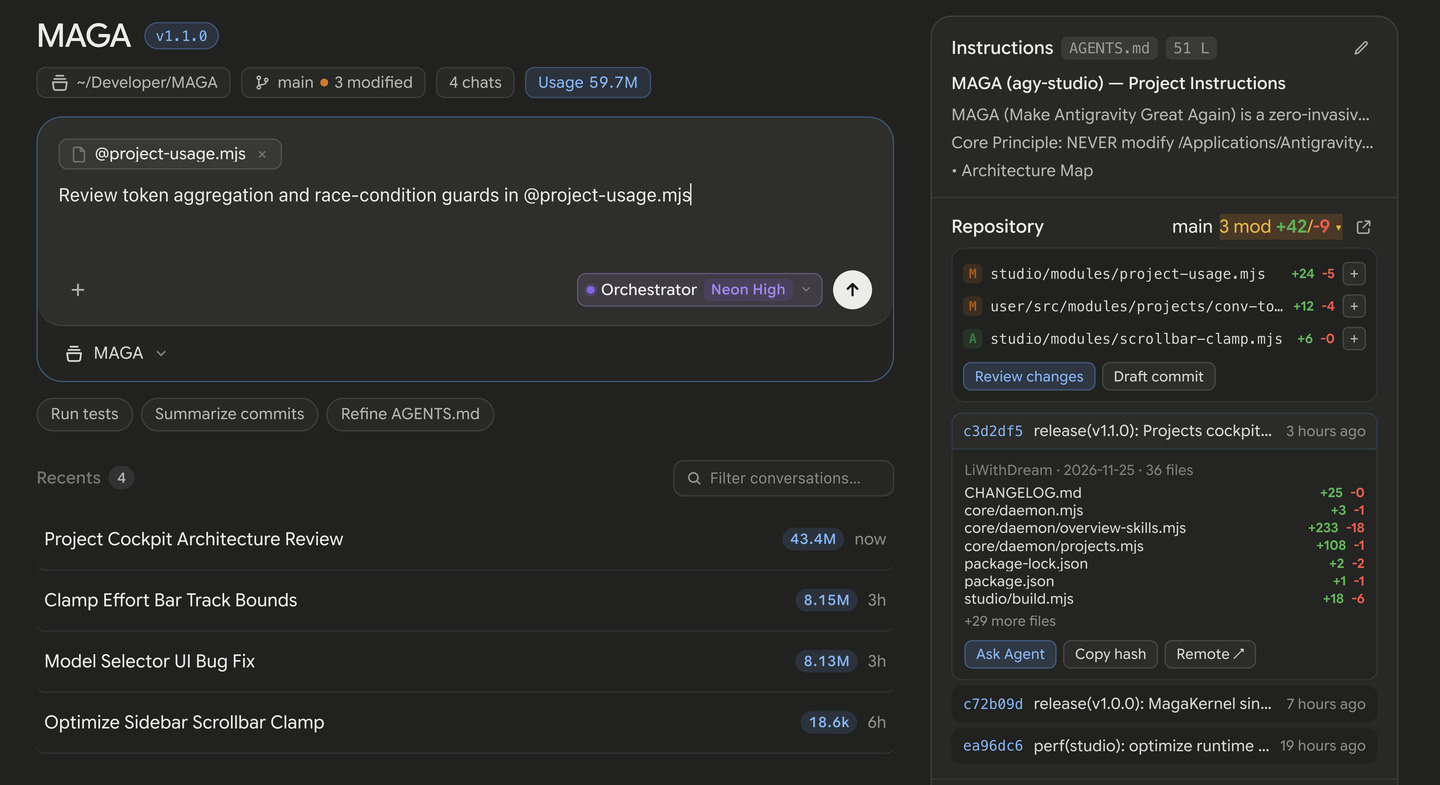 MAGA v1.1.0
~/Developer/MAGA main 3 modified 4 chats Usage 59.7M
@project-usage.mjs ×
Review token aggregation and race-condition guards in @project-usage.mjs
+ Orchestrator Neon High
MAGA
Run tests Summarize commits Refine AGENTS.md
Recents 4 Filter conversations...
Project Cockpit Architecture Review 43.4M now
Clamp Effort Bar Track Bounds 8.15M 3h
Model Selector UI Bug Fix 8.13M 3h
Optimize Sidebar Scrollbar Clamp 18.6k 6h
Instructions AGENTS.md 51 L
MAGA (agy-studio) — Project Instructions
MAGA (Make Antigravity Great Again) is a zero-invasiv...
Core Principle: NEVER modify /Applications/Antigravity...
• Architecture Map
Repository main 3 mod +42/-9
M studio/modules/project-usage.mjs +24 -5 +
M user/src/modules/projects/conv-to... +12 -4 +
A studio/modules/scrollbar-clamp.mjs +6 -0 +
Review changes Draft commit
c3d2df5 release(v1.1.0): Projects cockpit... 3 hours ago
LiWithDream · 2026-11-25 · 36 files
CHANGELOG.md +25 -0
core/daemon.mjs +3 -1
core/daemon/overview-skills.mjs +233 -18
core/daemon/projects.mjs +108 -1
package-lock.json +2 -2
package.json +1 -1
studio/build.mjs +18 -6
+29 more files
Ask Agent Copy hash Remote ↗
c72b09d release(v1.0.0): MagaKernel sin... 7 hours ago
ea96dc6 perf(studio): optimize runtime ... 19 hours ago